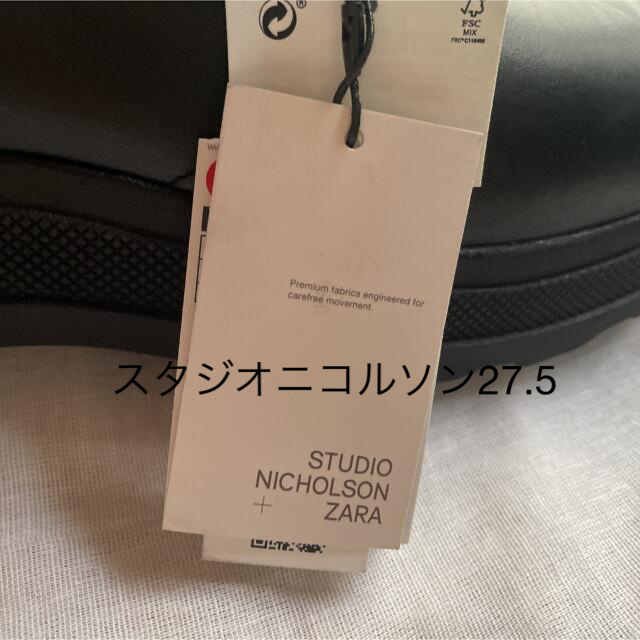 FSC
MIX
Premium fabrics engineered for
carefree movement.
スタジオニコルソン27.5
STUDIO
NICHOLSON
+ ZARA